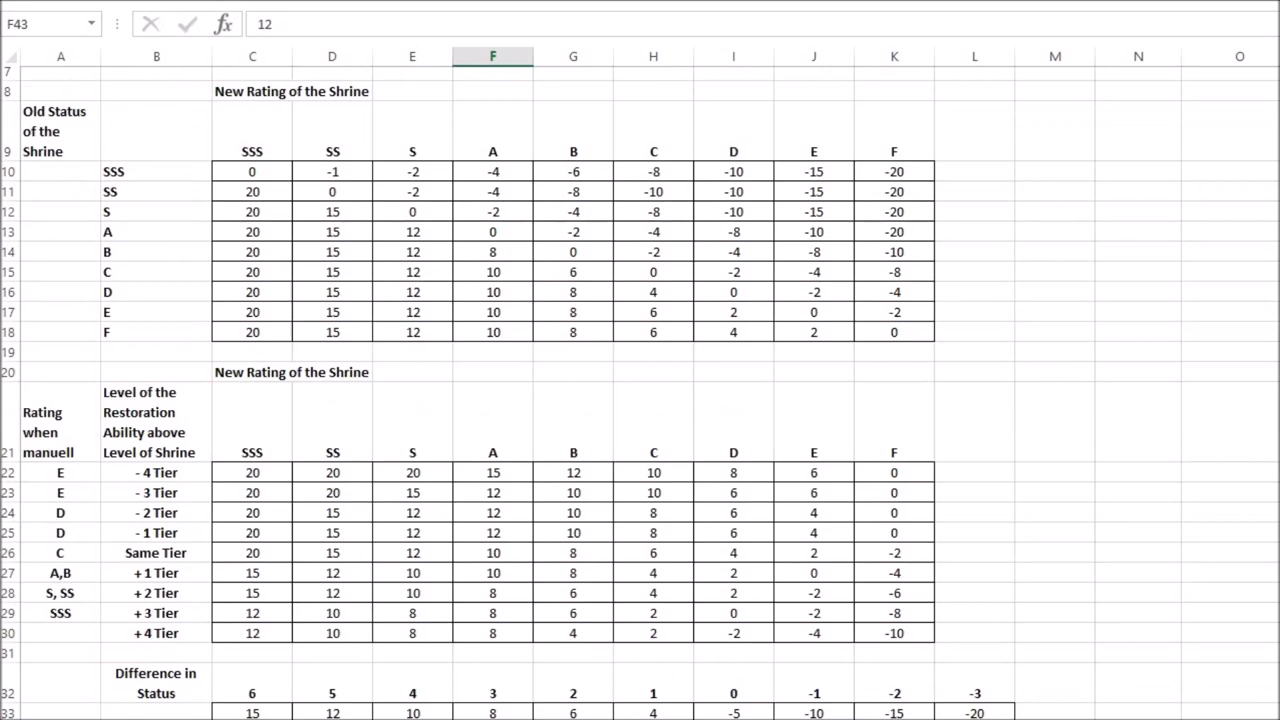 F43 fx 12
A B C D E F G H I J K L M N O
7
8 New Rating of the Shrine
Old Status
of the
9 Shrine SSS SS S A B C D E F
10 SSS 0 -1 -2 -4 -6 -8 -10 -15 -20
11 SS 20 0 -2 -4 -8 -10 -10 -15 -20
12 S 20 15 0 -2 -4 -8 -10 -15 -20
13 A 20 15 12 0 -2 -4 -8 -10 -20
14 B 20 15 12 8 0 -2 -4 -8 -10
15 C 20 15 12 10 6 0 -2 -4 -8
16 D 20 15 12 10 8 4 0 -2 -4
17 E 20 15 12 10 8 6 2 0 -2
18 F 20 15 12 10 8 6 4 2 0
19
20 New Rating of the Shrine
Level of the
Rating Restoration
when Ability above
21 manuell Level of Shrine SSS SS S A B C D E F
22 E - 4 Tier 20 20 20 15 12 10 8 6 0
23 E - 3 Tier 20 20 15 12 10 10 6 6 0
24 D - 2 Tier 20 15 12 12 10 8 6 4 0
25 D - 1 Tier 20 15 12 12 10 8 6 4 0
26 C Same Tier 20 15 12 10 8 6 4 2 -2
27 A,B + 1 Tier 15 12 10 10 8 4 2 0 -4
28 S, SS + 2 Tier 15 12 10 8 6 4 2 -2 -6
29 SSS + 3 Tier 12 10 8 8 6 2 0 -2 -8
30 + 4 Tier 12 10 8 8 4 2 -2 -4 -10
31
Difference in
32 Status 6 5 4 3 2 1 0 -1 -2 -3
33 15 12 10 8 6 4 -5 -10 -15 -20